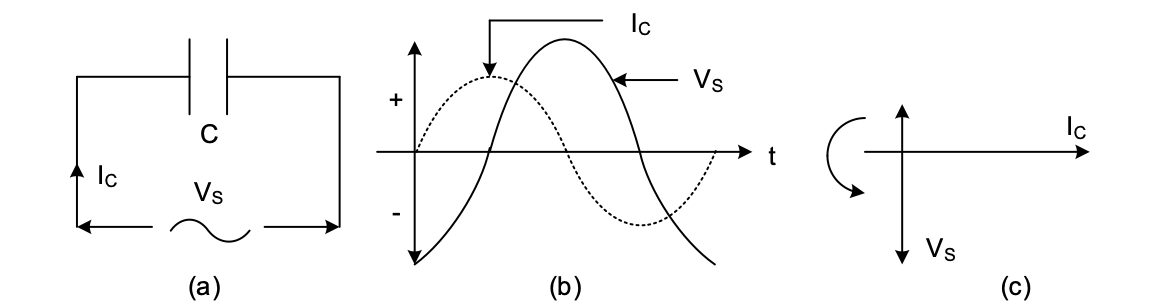 C
I_C
V_S
(a)
I_C
V_S
+
-
t
(b)
I_C
V_S
(c)